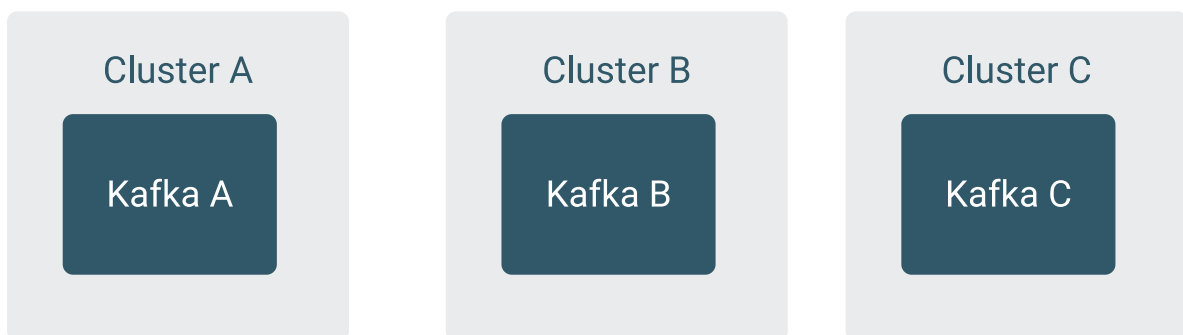 Cluster A
Kafka A
Cluster B
Kafka B
Cluster C
Kafka C